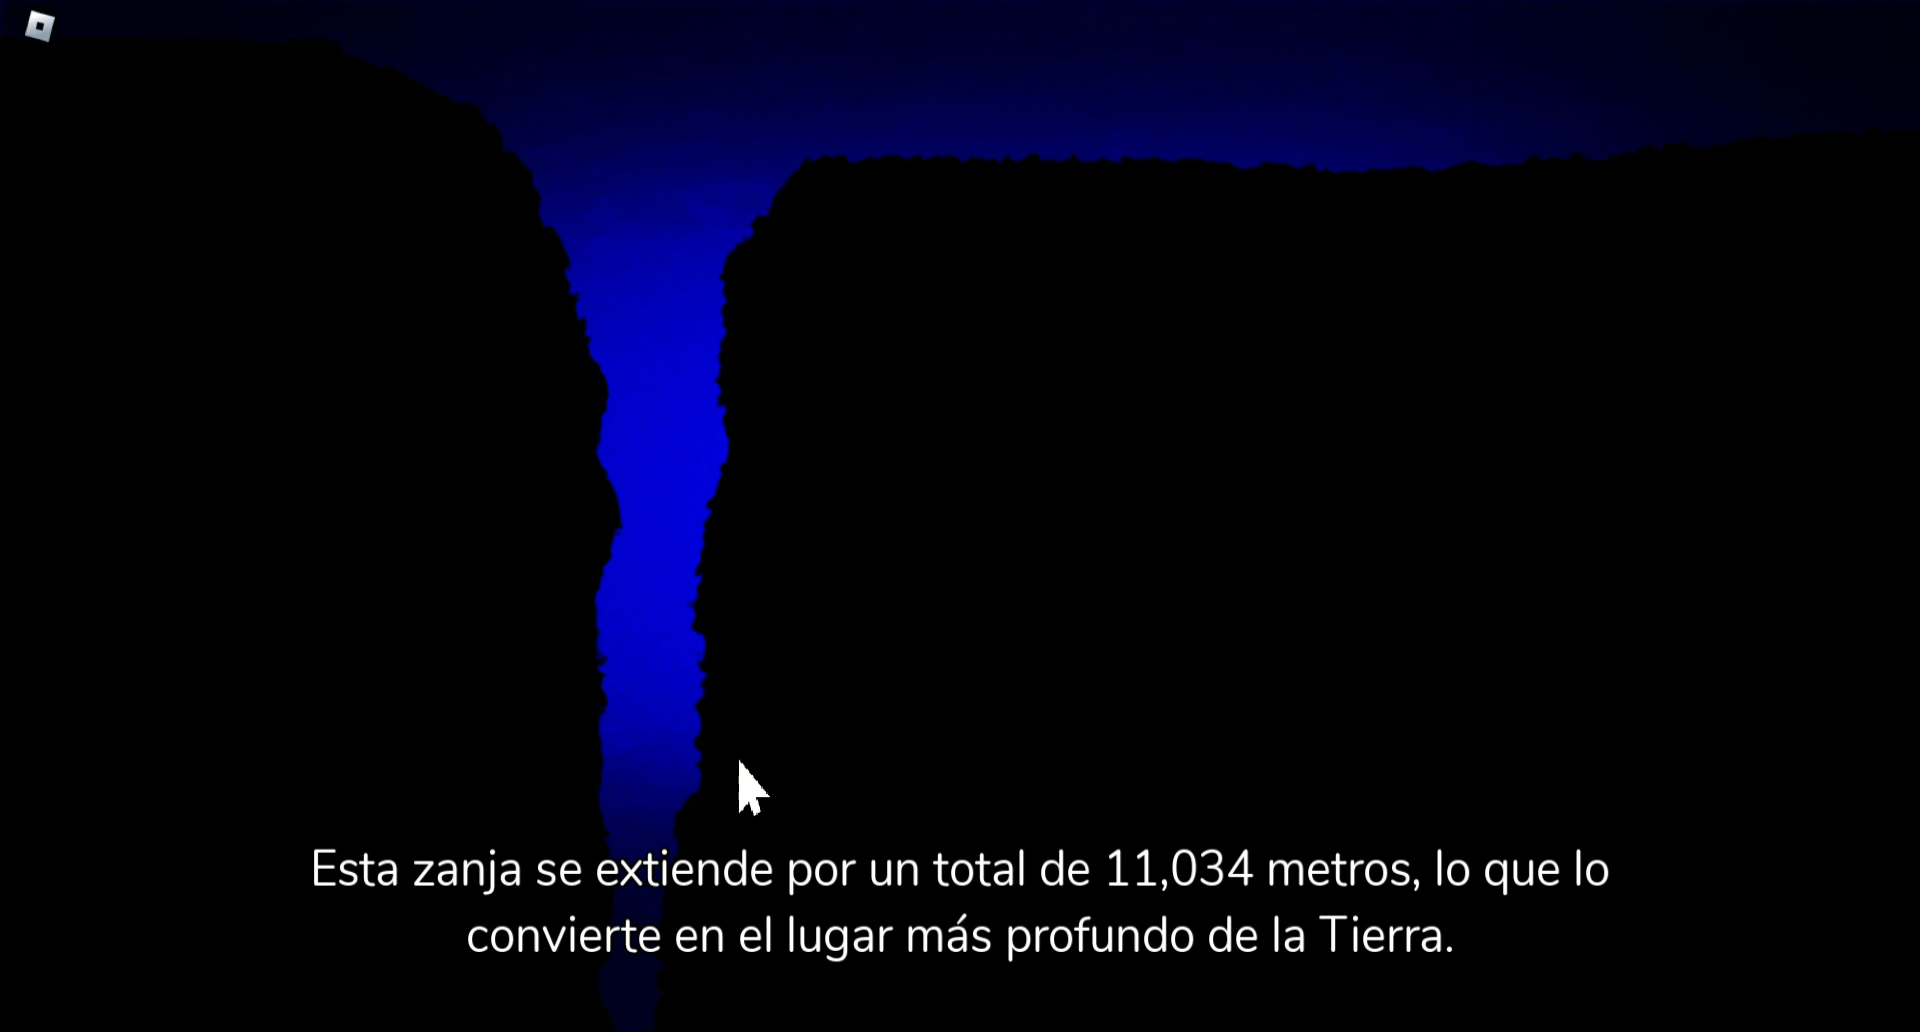 Esta zanja se extiende por un total de 11,034 metros, lo que lo
convierte en el lugar más profundo de la Tierra.